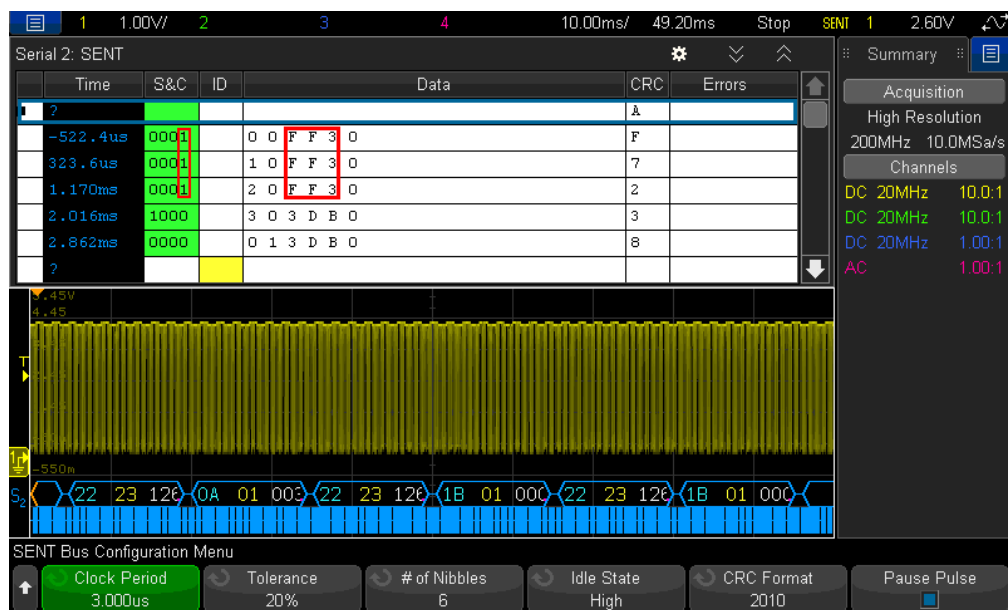 1 1.00V/ 2 3 4 10.00ms/ 49.20ms Stop SENT 1 2.60V
Serial 2: SENT
Summary
Time S&C ID Data CRC Errors
Acquisition
? A
High Resolution
-522.4us 0001 0 0 F F 3 0 F
200MHz 10.0MSa/s
323.6us 0001 1 0 F F 3 0 7
Channels
1.170ms 0001 2 0 F F 3 0 2
DC 20MHz 10.0:1
2.016ms 1000 3 0 3 D B 0 3
DC 20MHz 10.0:1
2.862ms 0000 0 1 3 D B 0 8
DC 20MHz 1.00:1
?
AC 1.00:1
4.45
T
-550m
S2 22 23 126 0A 01 003 22 23 126 1B 01 000 22 23 126 1B 01 000
SENT Bus Configuration Menu
Clock Period Tolerance # of Nibbles Idle State CRC Format Pause Pulse
3.000us 20% 6 High 2010